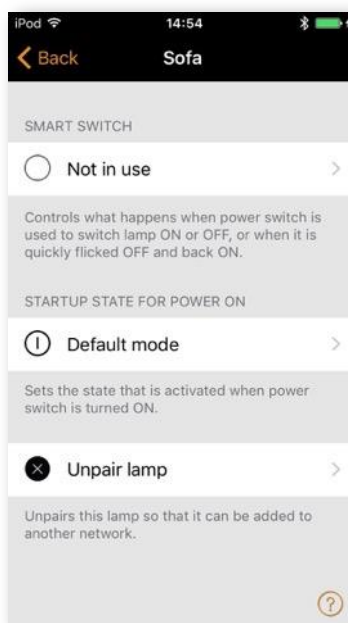 iPod 14:54
Back Sofa
SMART SWITCH
Not in use
Controls what happens when power switch is
used to switch lamp ON or OFF, or when it is
quickly flicked OFF and back ON.
STARTUP STATE FOR POWER ON
Default mode
Sets the state that is activated when power
switch is turned ON.
Unpair lamp
Unpairs this lamp so that it can be added to
another network.
?